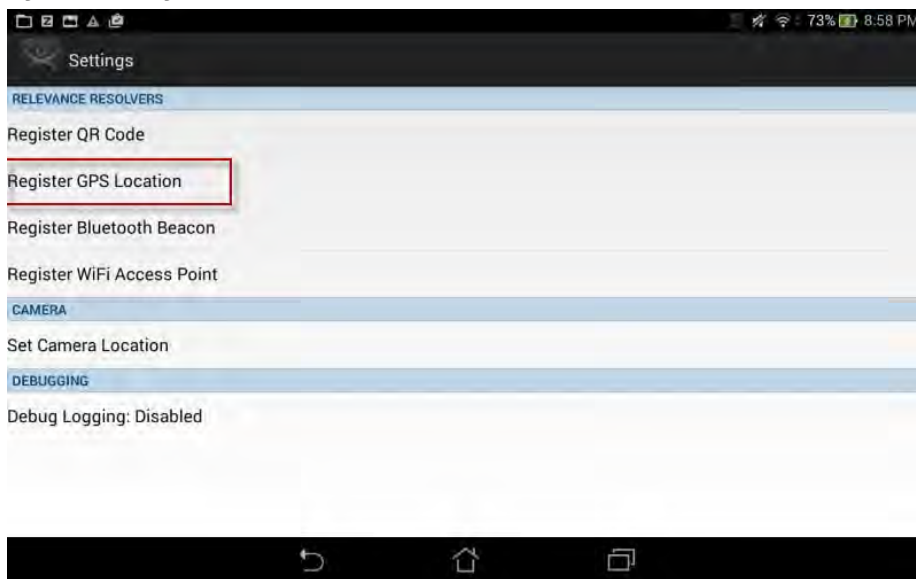 73% 8:58 PM
Settings
RELEVANCE RESOLVERS
Register QR Code
Register GPS Location
Register Bluetooth Beacon
Register WiFi Access Point
CAMERA
Set Camera Location
DEBUGGING
Debug Logging: Disabled